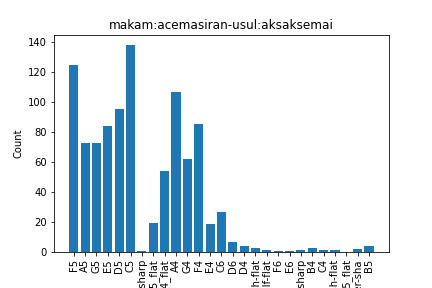 makam:acemasiran-usul:aksaksemai
Count
140
120
100
80
60
40
20
0
F5
A5
G5
E5
D5
C5
sharp
5_flat
4_flat
A4
G4
F4
E4
C6
D6
D4
h-flat
lf-flat
F6
E6
sharp
B4
C4
h-flat
5_flat
er-sha
B5